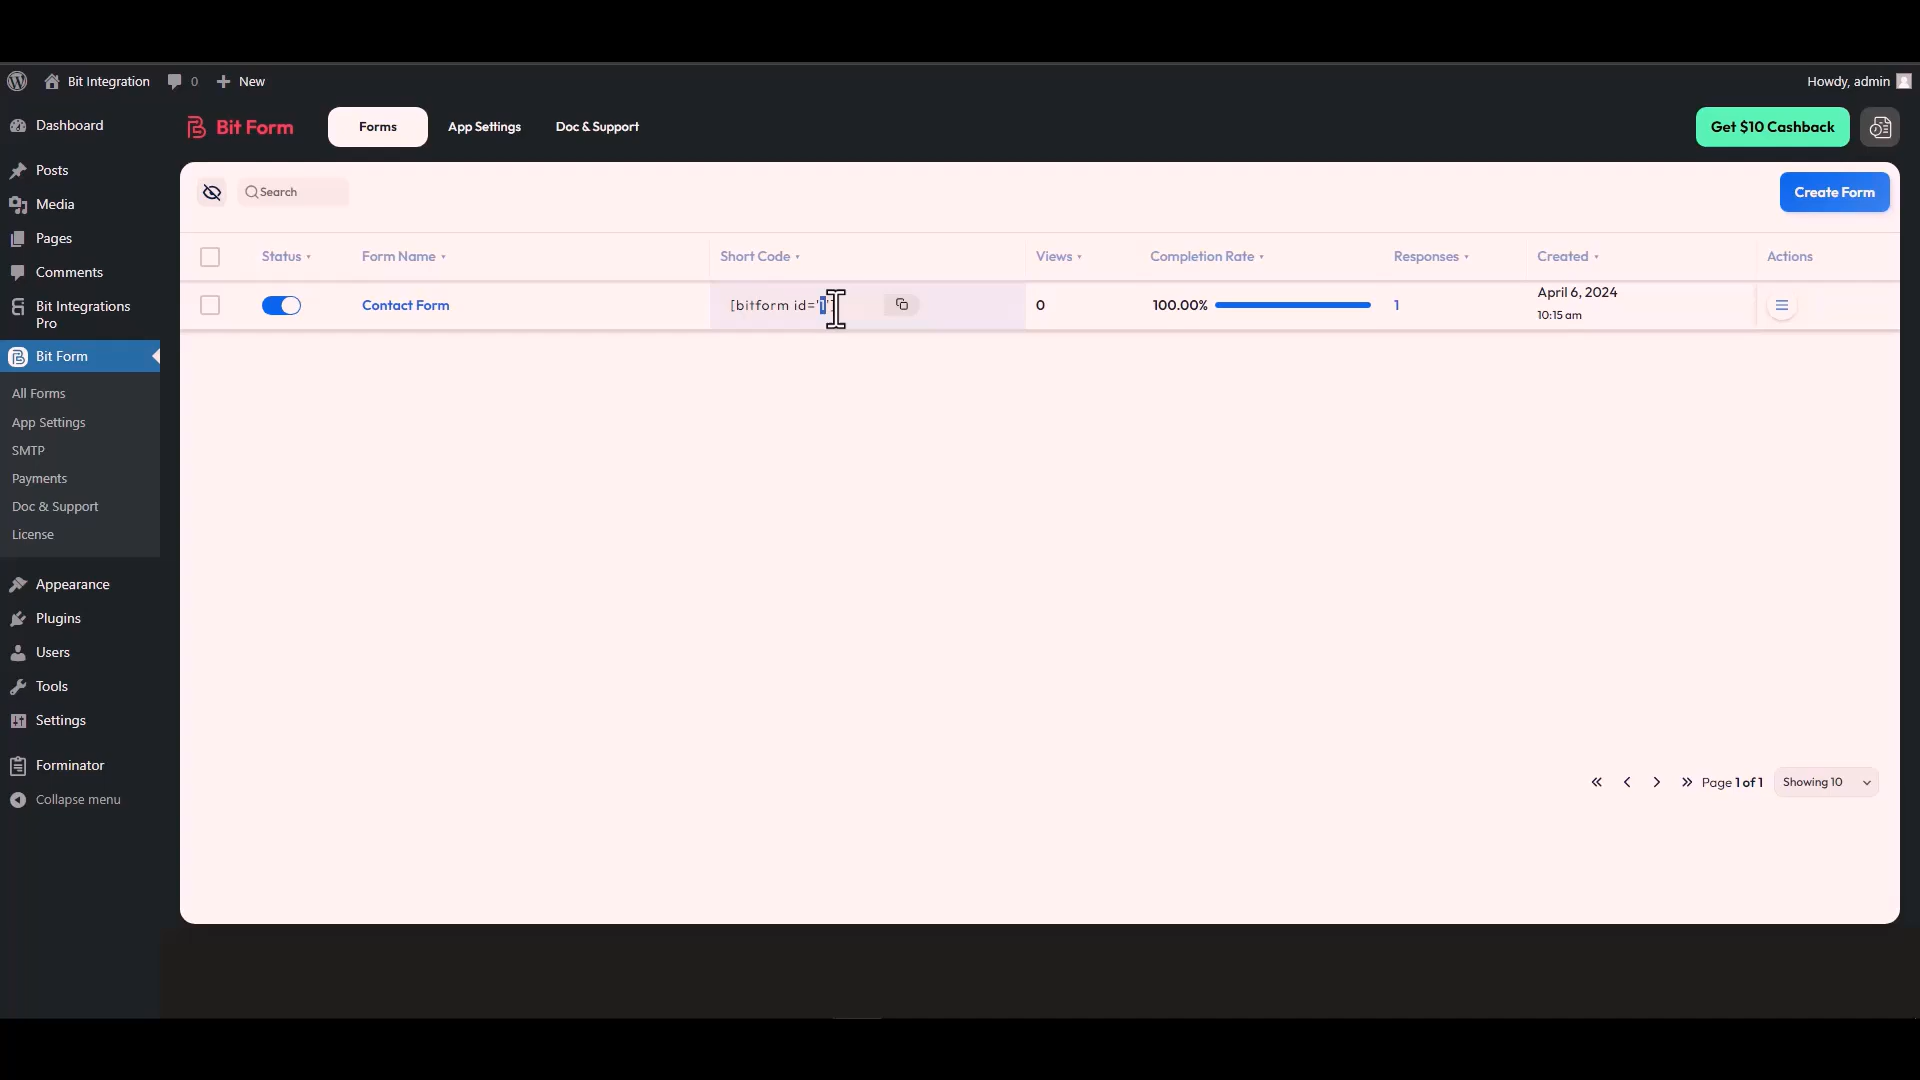 Bit Integration
0
New
Howdy, admin
Dashboard
Posts
Media
Pages
Comments
Bit Integrations
Pro
Bit Form
All Forms
App Settings
SMTP
Payments
Doc & Support
License
Appearance
Plugins
Users
Tools
Settings
Forminator
Collapse menu
Bit Form
Forms
App Settings
Doc & Support
Get $10 Cashback
Search
Create Form
Status
Form Name
Short Code
Views
Completion Rate
Responses
Created
Actions
Contact Form
[bitform id='1']
0
100.00%
1
April 6, 2024
10:15 am
Page 1 of 1
Showing 10